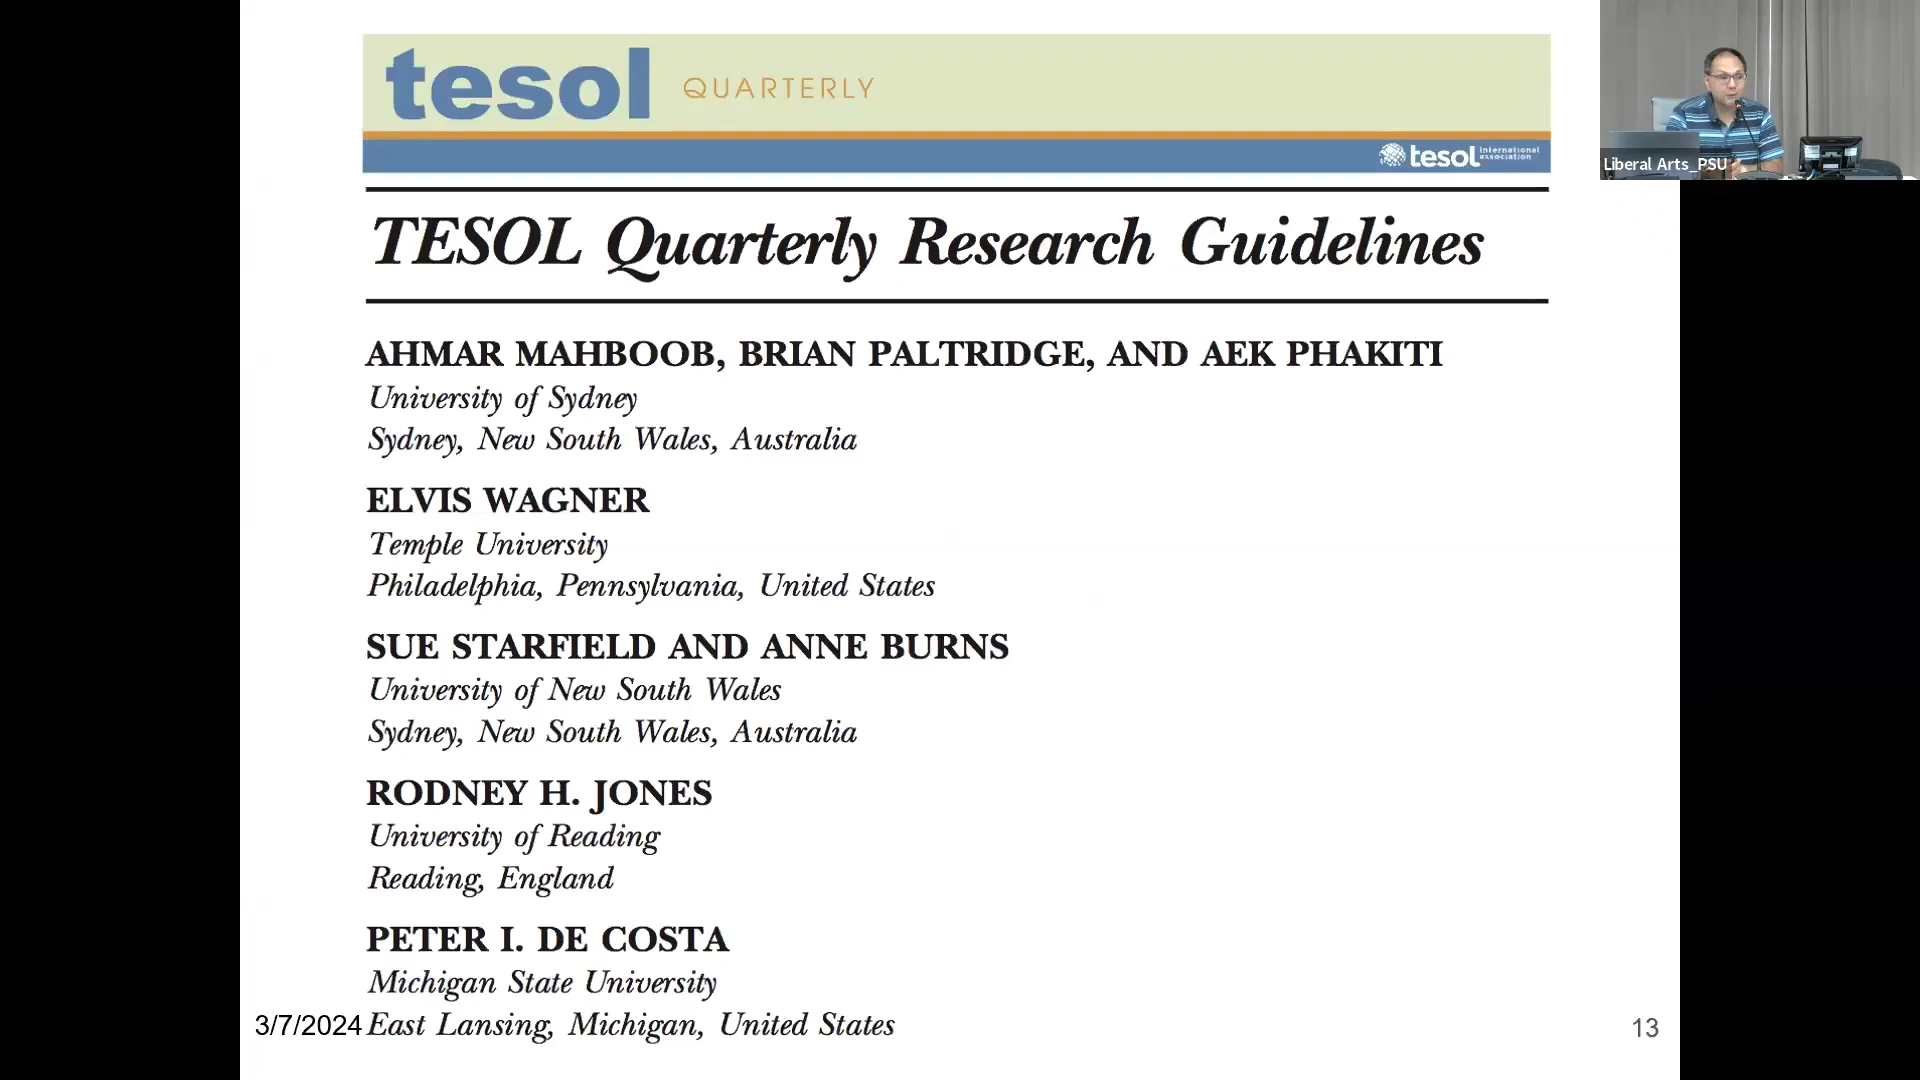 tesol QUARTERLY
tesol international association
Liberal Arts_PSU
TESOL Quarterly Research Guidelines
AHMAR MAHBOOB, BRIAN PALTRIDGE, AND AEK PHAKITI
University of Sydney
Sydney, New South Wales, Australia
ELVIS WAGNER
Temple University
Philadelphia, Pennsylvania, United States
SUE STARFIELD AND ANNE BURNS
University of New South Wales
Sydney, New South Wales, Australia
RODNEY H. JONES
University of Reading
Reading, England
PETER I. DE COSTA
Michigan State University
East Lansing, Michigan, United States
3/7/2024
13